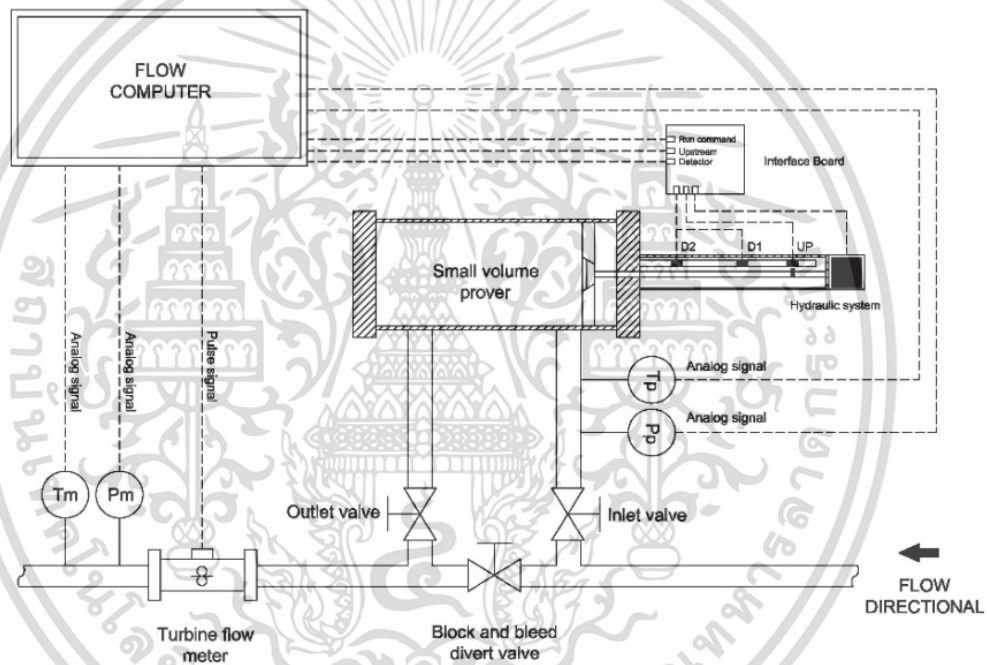 FLOW
COMPUTER
Run command
Upstream
Detector
Interface Board
D2
D1
UP
Small volume
prover
Hydraulic system
Analog signal
Analog signal
Pulse signal
Tp
Analog signal
Pp
Analog signal
Tm
Pm
Outlet valve
Inlet valve
FLOW
DIRECTIONAL
Turbine flow
meter
Block and bleed
divert valve